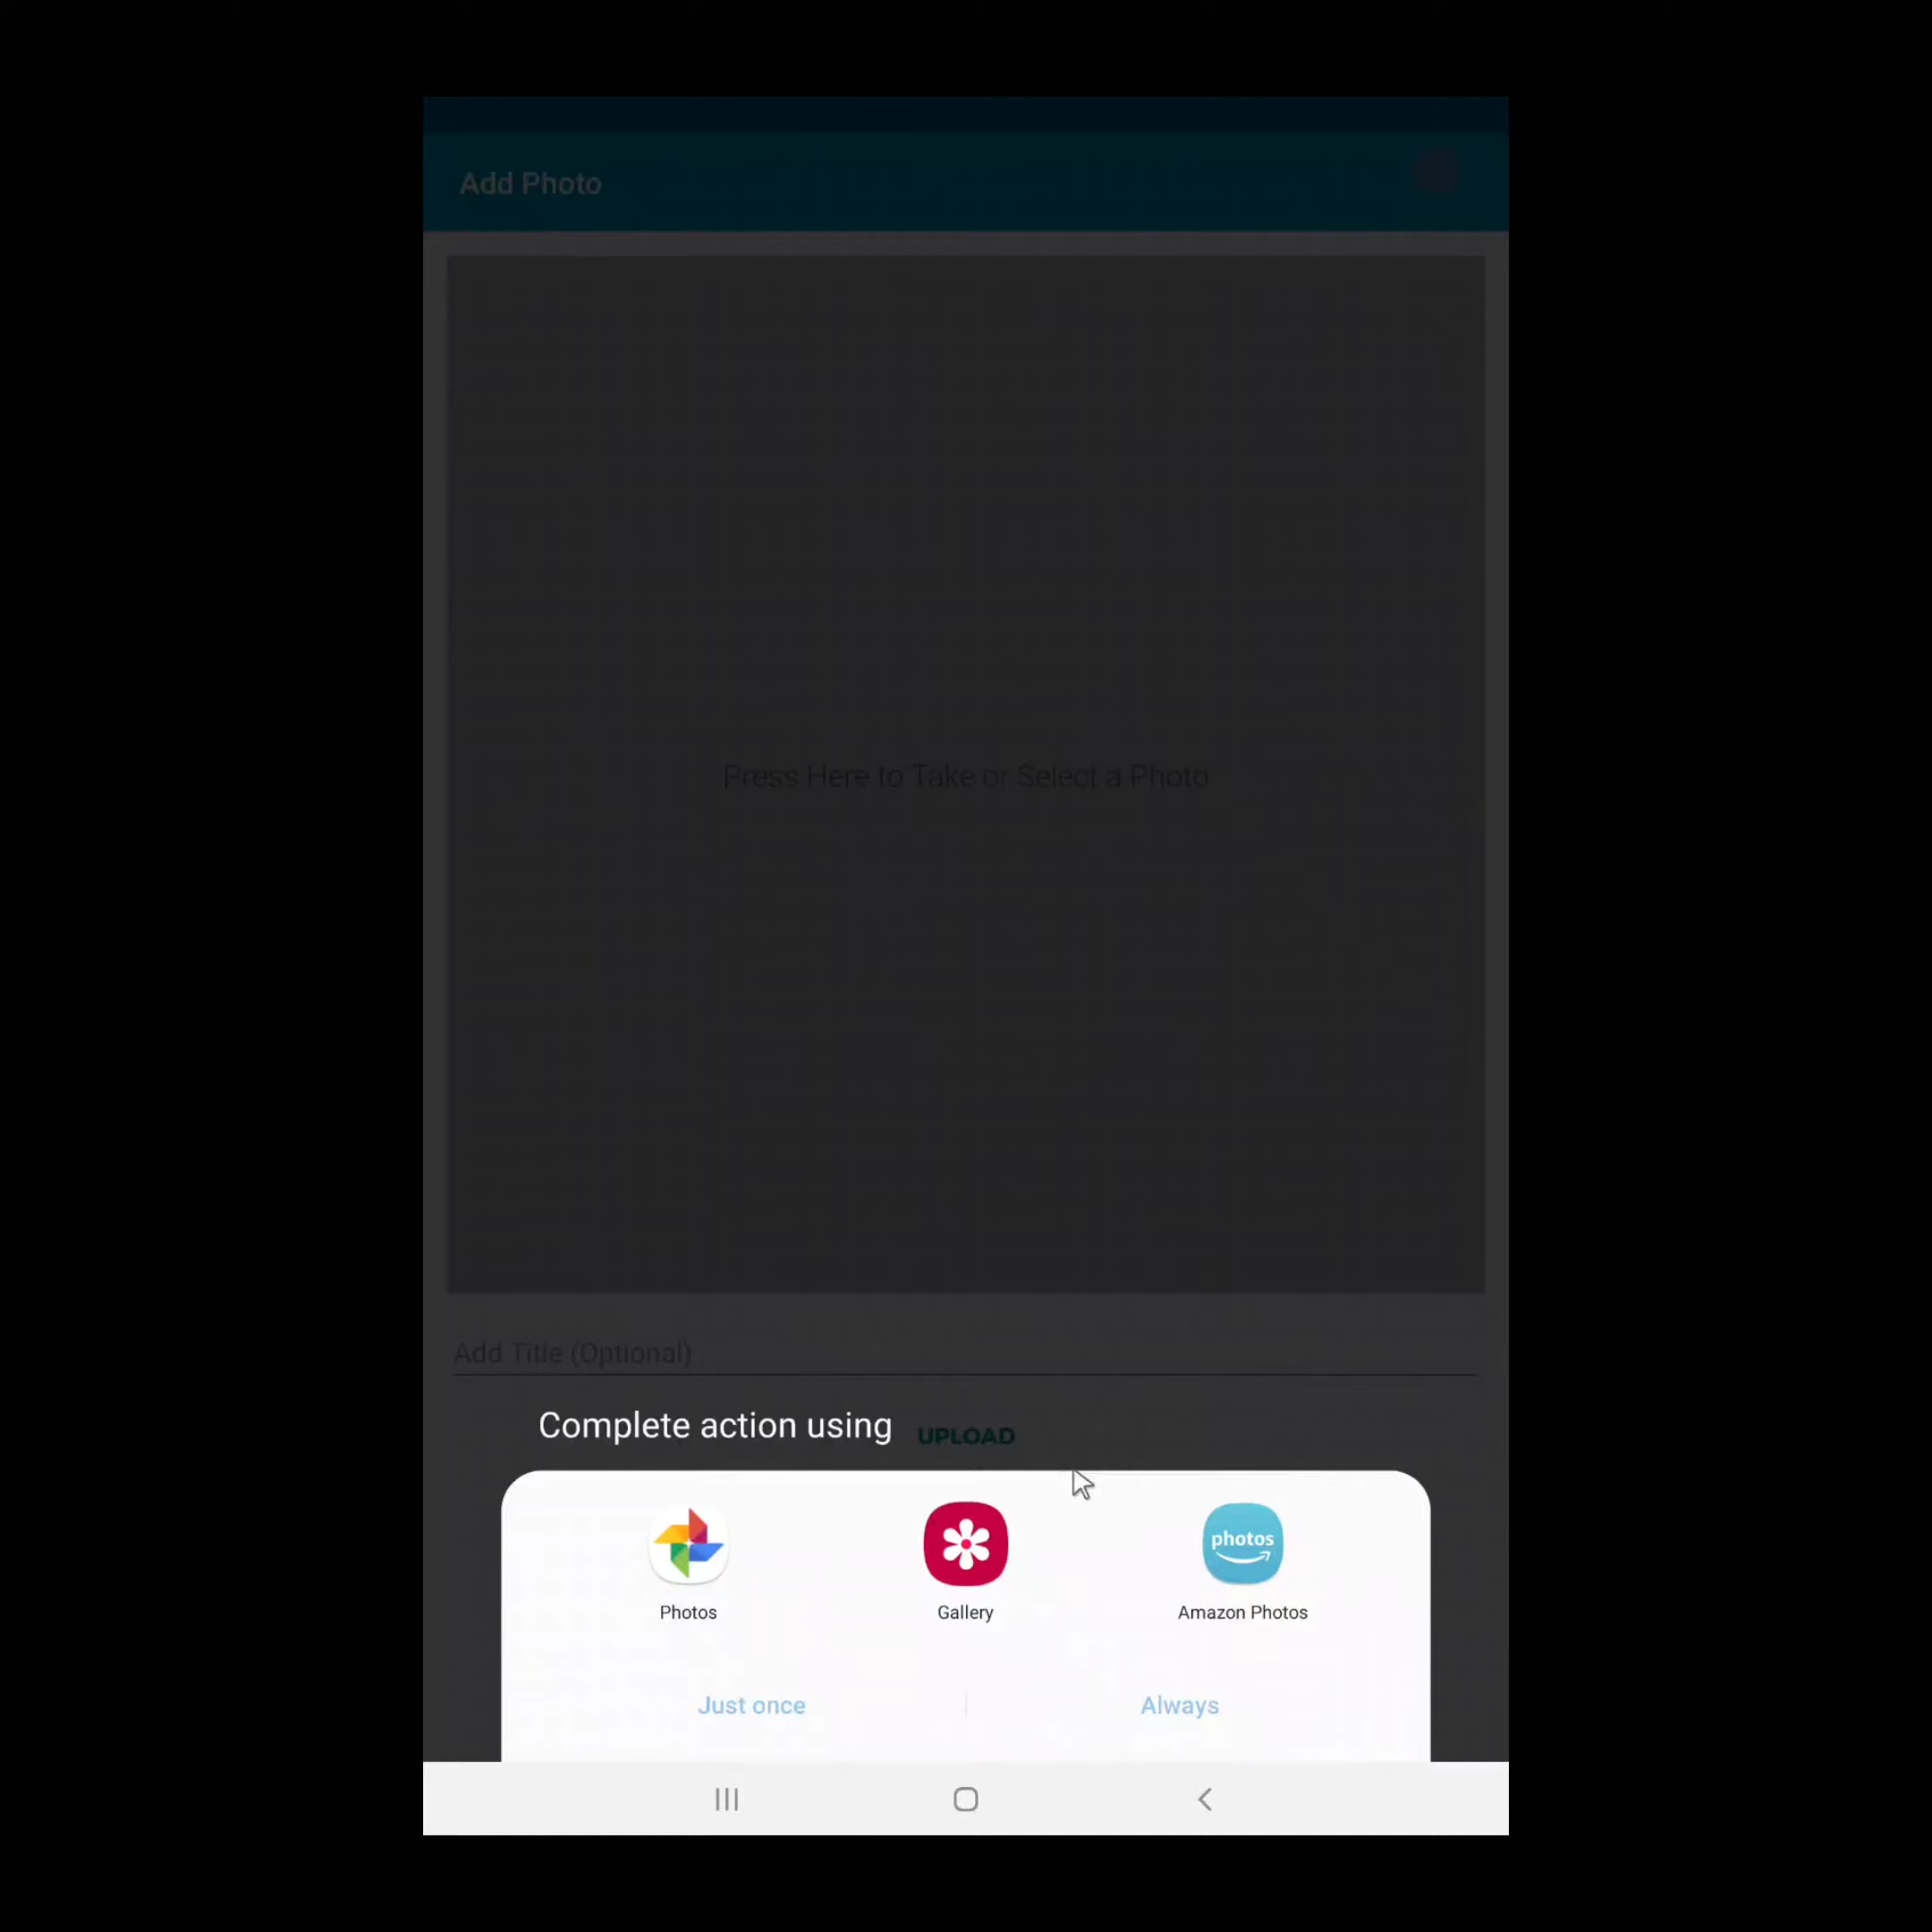 Add Photo
Press Here to Take or Select a Photo
Add Title (Optional)
Complete action using
UPLOAD
photos
Photos
Gallery
Amazon Photos
Just once
Always